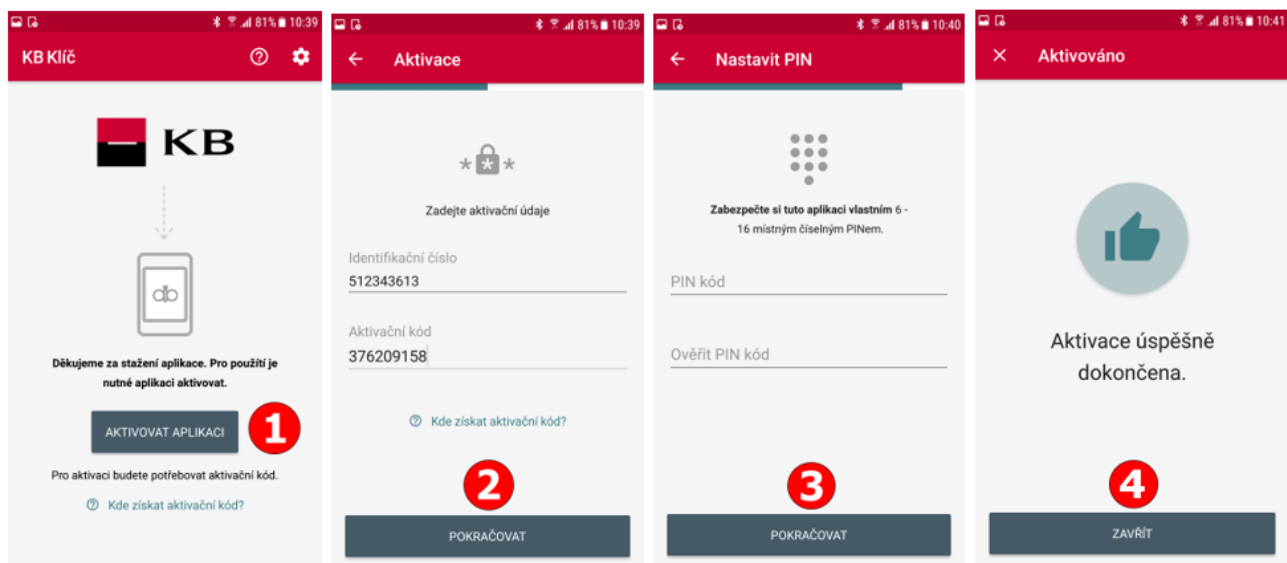 81% 10:39
KB Klíč
KB
Děkujeme za stažení aplikace. Pro použítí je
nutné aplikaci aktivovat.
AKTIVOVAT APLIKACI
1
Pro aktivaci budete potřebovat aktivační kód.
Kde získat aktivační kód?
81% 10:39
Aktivace
* * *
Zadejte aktivační údaje
Identifikační číslo
512343613
Aktivační kód
376209158
Kde získat aktivační kód?
2
POKRAČOVAT
81% 10:40
Nastavit PIN
Zabezpečte si tuto aplikaci vlastním 6 -
16 místným číselným PINem.
PIN kód
Ověřit PIN kód
3
POKRAČOVAT
81% 10:41
Aktivováno
Aktivace úspěšně
dokončena.
4
ZAVŘÍT